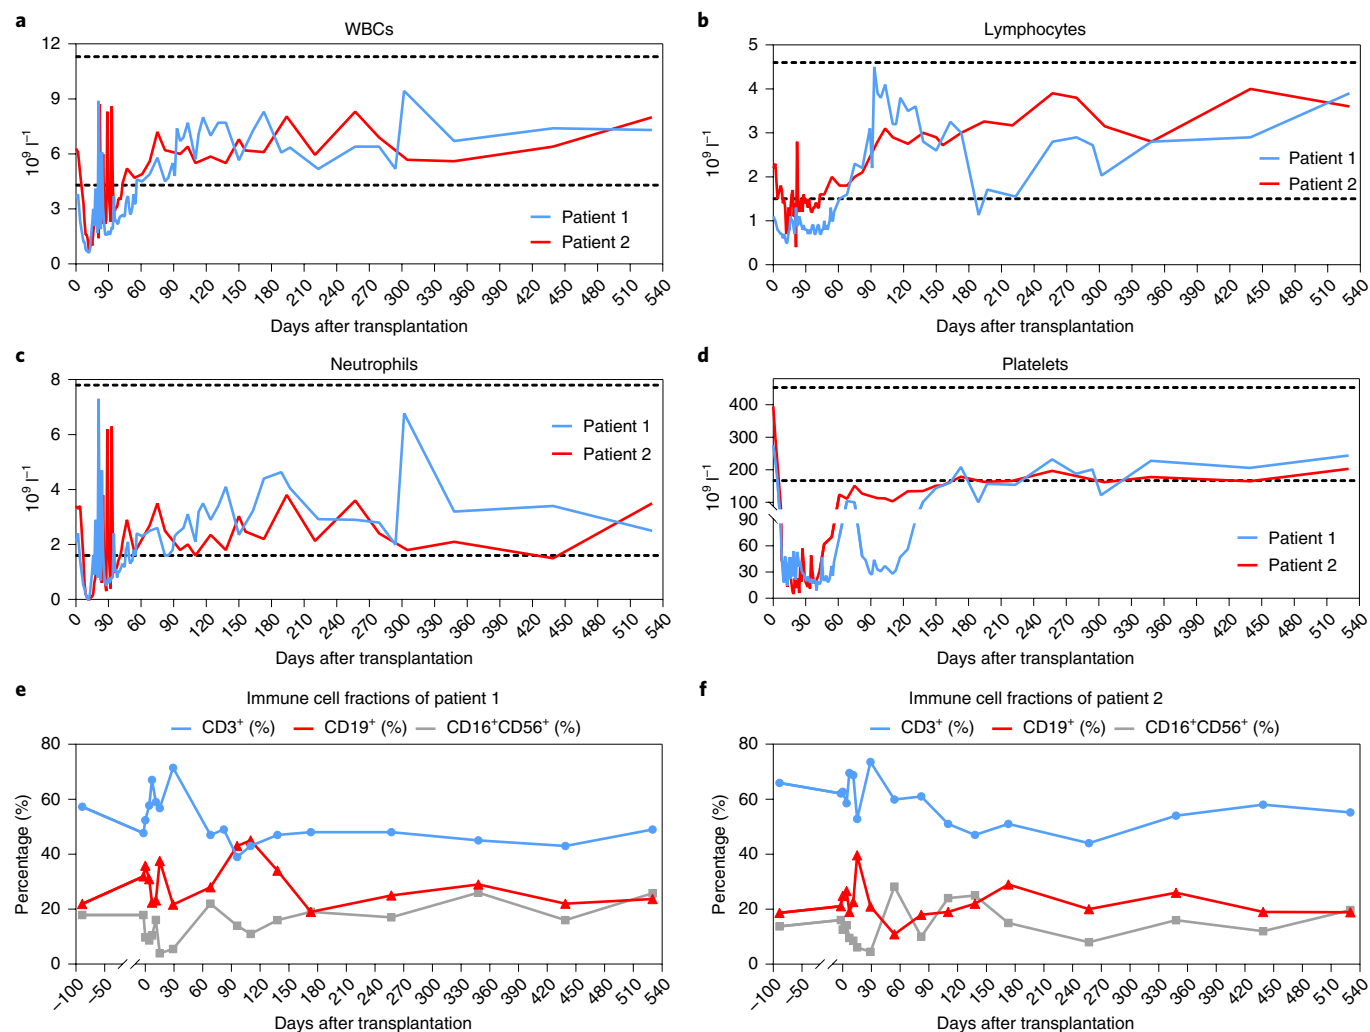 a
WBCs
12
9
6
3
0
10⁹ l⁻¹
Patient 1
Patient 2
0 30 60 90 120 150 180 210 240 270 300 330 360 390 420 450 480 510 540
Days after transplantation
b
Lymphocytes
5
4
3
2
1
0
10⁹ l⁻¹
Patient 1
Patient 2
0 30 60 90 120 150 180 210 240 270 300 330 360 390 420 450 480 510 540
Days after transplantation
c
Neutrophils
8
6
4
2
0
10⁹ l⁻¹
Patient 1
Patient 2
0 30 60 90 120 150 180 210 240 270 300 330 360 390 420 450 480 510 540
Days after transplantation
d
Platelets
400
300
200
100
90
60
30
0
10⁹ l⁻¹
Patient 1
Patient 2
0 30 60 90 120 150 180 210 240 270 300 330 360 390 420 450 480 510 540
Days after transplantation
e
Immune cell fractions of patient 1
CD3⁺ (%) CD19⁺ (%) CD16⁺CD56⁺ (%)
80
60
40
20
0
Percentage (%)
–100 –50 0 30 60 90 120 150 180 210 240 270 300 330 360 390 420 450 480 510 540
Days after transplantation
f
Immune cell fractions of patient 2
CD3⁺ (%) CD19⁺ (%) CD16⁺CD56⁺ (%)
80
60
40
20
0
Percentage (%)
–100 –50 0 30 60 90 120 150 180 210 240 270 300 330 360 390 420 450 480 510 540
Days after transplantation